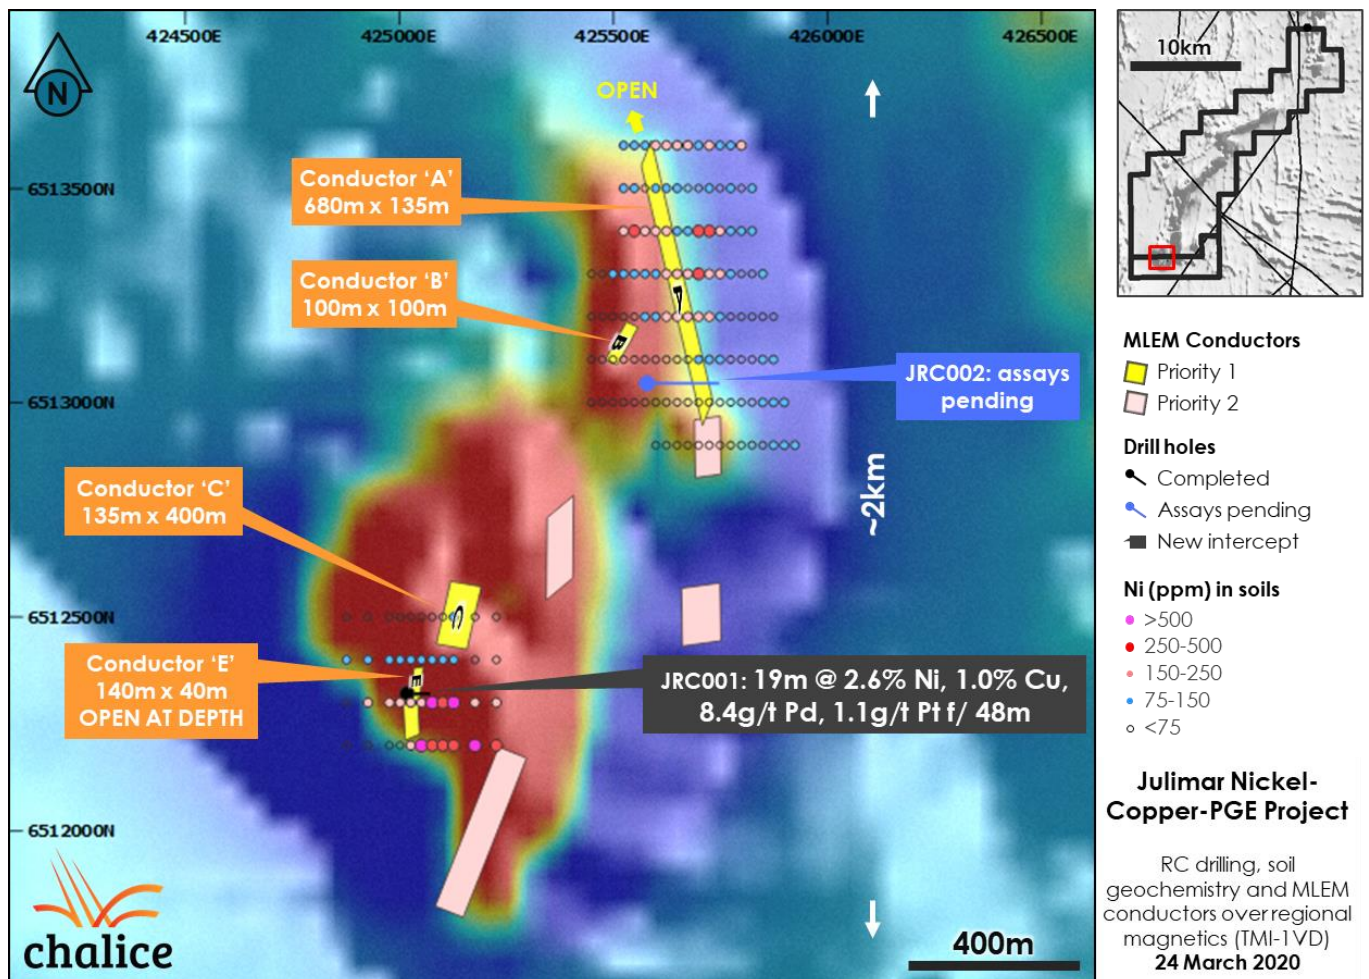 424500E
425000E
425500E
426000E
426500E
N
OPEN
6513500N
6513000N
6512500N
6512000N
Conductor ‘A’
680m x 135m
Conductor ‘B’
100m x 100m
Conductor ‘C’
135m x 400m
Conductor ‘E’
140m x 40m
OPEN AT DEPTH
A
B
C
E
JRC002: assays
pending
~2km
JRC001: 19m @ 2.6% Ni, 1.0% Cu,
8.4g/t Pd, 1.1g/t Pt f/ 48m
chalice
400m
10km
MLEM Conductors
Priority 1
Priority 2
Drill holes
Completed
Assays pending
New intercept
Ni (ppm) in soils
>500
250-500
150-250
75-150
<75
Julimar Nickel-
Copper-PGE Project
RC drilling, soil
geochemistry and MLEM
conductors over regional
magnetics (TMI-1VD)
24 March 2020